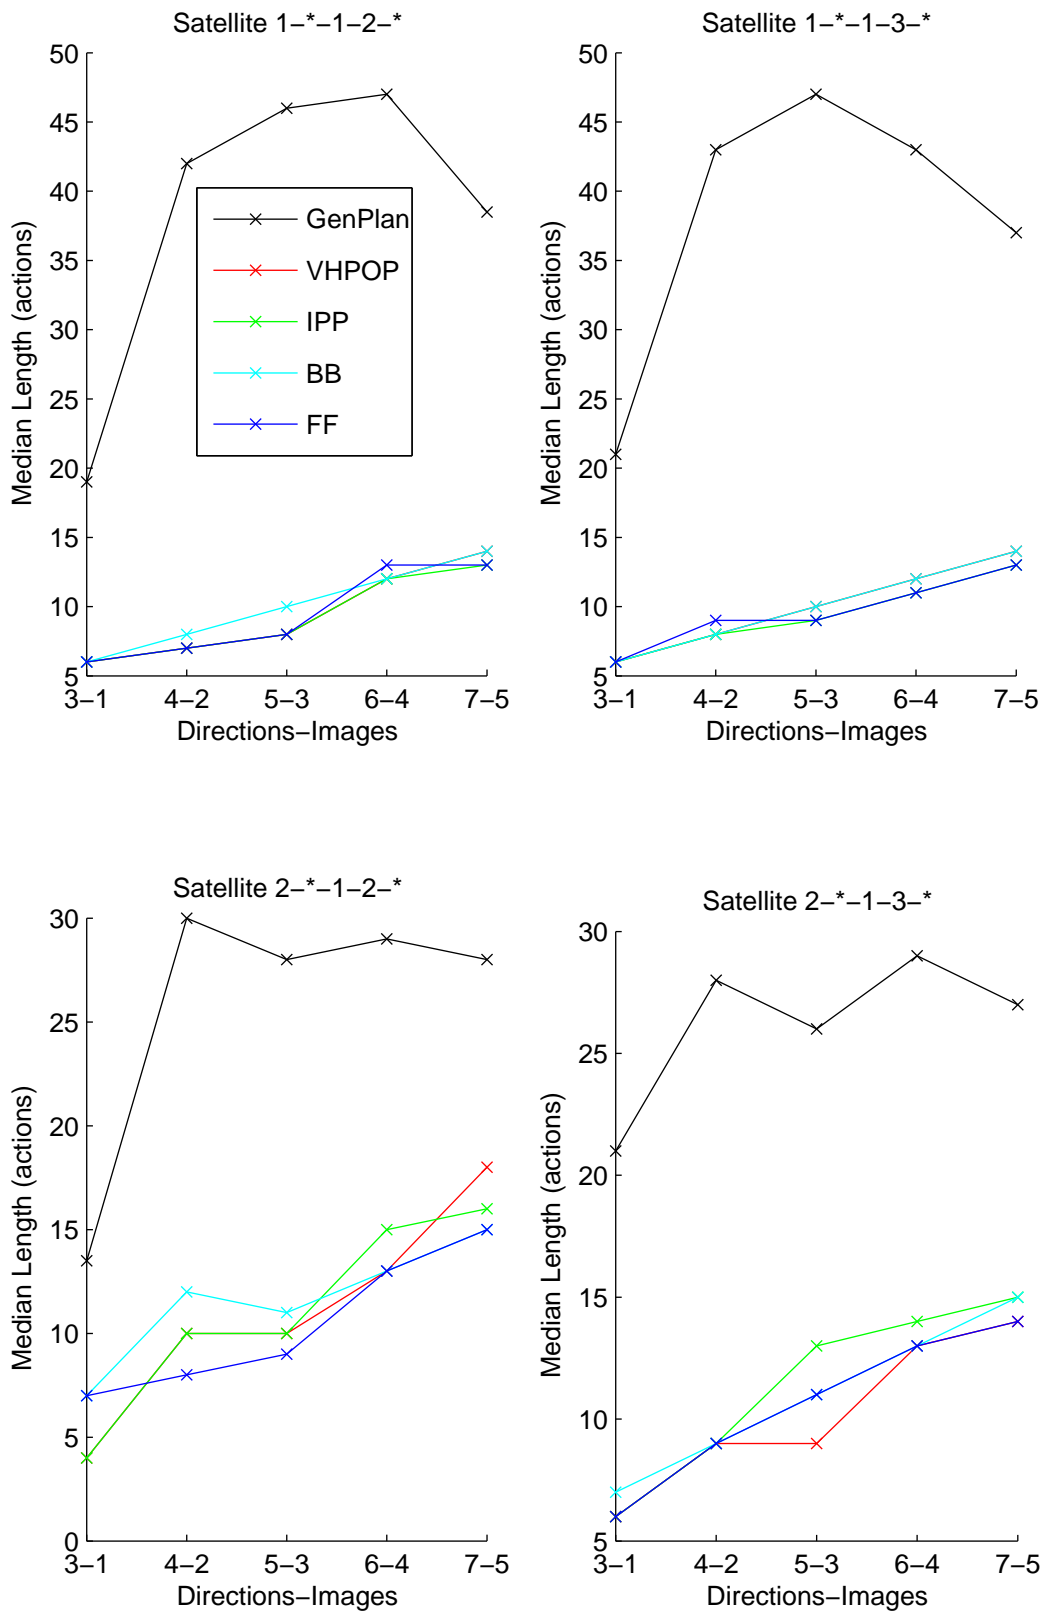 Satellite 1–*–1–2–*
50
45
40
35
30
25
20
15
10
5
Median Length (actions)
GenPlan
VHPOP
IPP
BB
FF
3–1 4–2 5–3 6–4 7–5
Directions–Images
Satellite 1–*–1–3–*
50
45
40
35
30
25
20
15
10
5
Median Length (actions)
3–1 4–2 5–3 6–4 7–5
Directions–Images
Satellite 2–*–1–2–*
30
25
20
15
10
5
0
Median Length (actions)
3–1 4–2 5–3 6–4 7–5
Directions–Images
Satellite 2–*–1–3–*
30
25
20
15
10
5
Median Length (actions)
3–1 4–2 5–3 6–4 7–5
Directions–Images